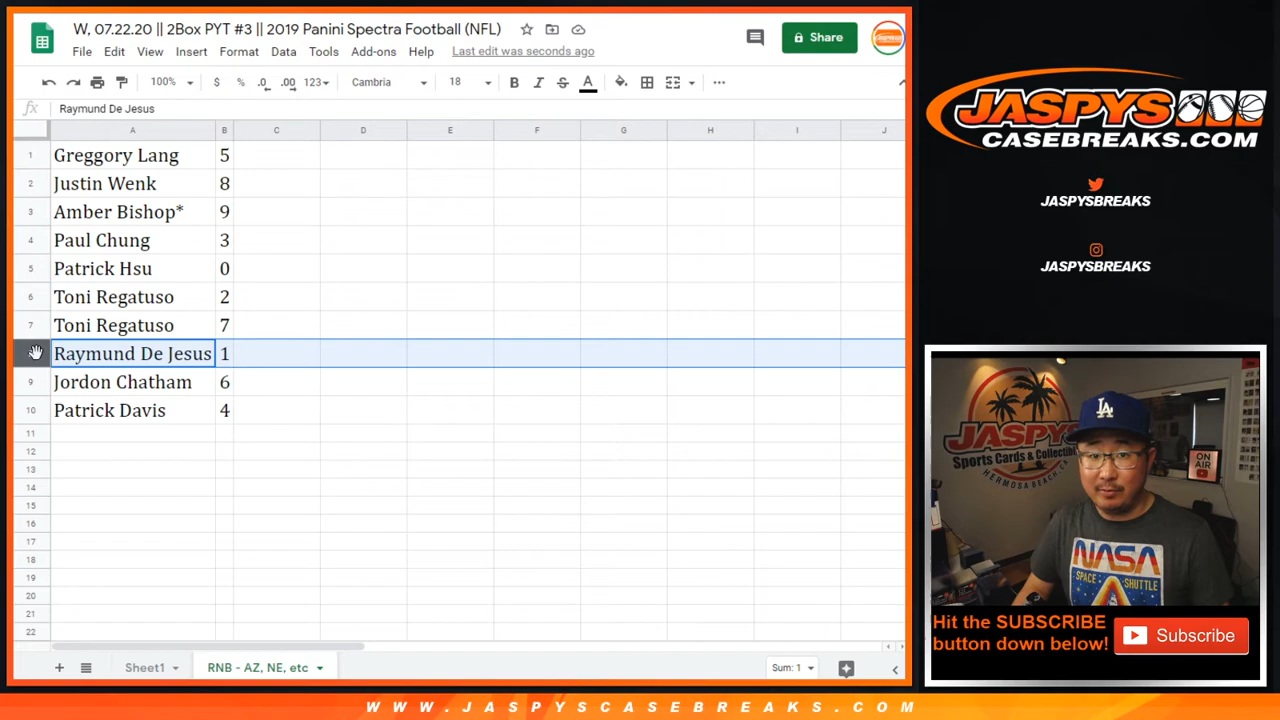 W, 07.22.20 || 2Box PYT #3 || 2019 Panini Spectra Football (NFL)
File Edit View Insert Format Data Tools Add-ons Help Last edit was seconds ago
Share
100% $ % .0 .00 123 Cambria 18 B I S A
fx Raymund De Jesus
A B C D E F G H I J
1 Greggory Lang 5
2 Justin Wenk 8
3 Amber Bishop* 9
4 Paul Chung 3
5 Patrick Hsu 0
6 Toni Regatuso 2
7 Toni Regatuso 7
Raymund De Jesus 1
9 Jordon Chatham 6
10 Patrick Davis 4
11
12
13
14
15
16
17
18
19
20
21
22
Sheet1 RNB - AZ, NE, etc Sum: 1
JASPYS
CASEBREAKS.COM
JASPYSBREAKS
JASPYSBREAKS
JASPYS
Sports Cards & Collectib
HERMOSA BEACH, CA
ON AIR
LA
NASA
SPACE SHUTTLE
Hit the SUBSCRIBE
button down below!
Subscribe
WWW.JASPYSCASEBREAKS.COM